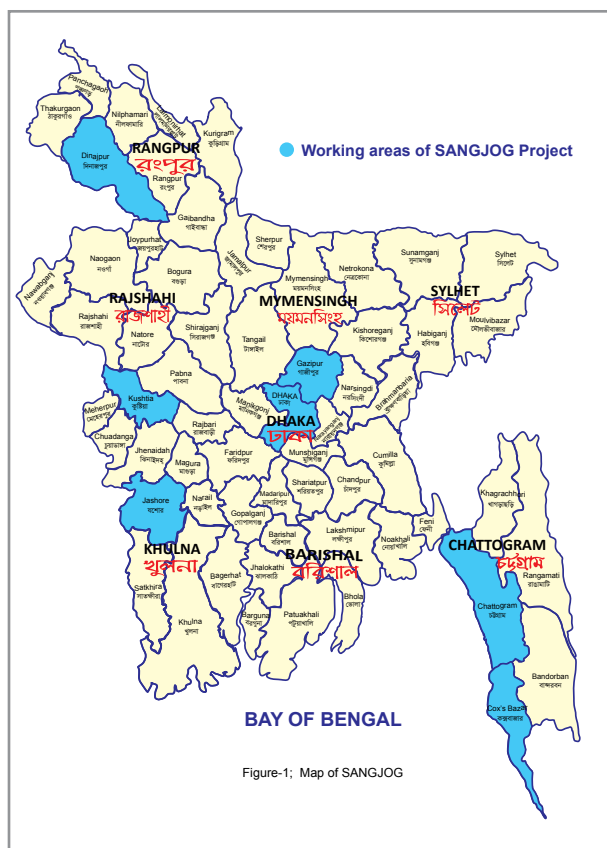 Panchagaoh
পঞ্চগড়
Thakurgaon
ঠাকুরগাঁও
Nilphamari
নীলফামারি
Kurigram
কুড়িগ্রাম
RANGPUR
রংপুর
Rangpur
রংপুর
Dinajpur
দিনাজপুর
Working areas of SANGJOG Project
Gaibandha
গাইবান্ধা
Joypurhat
জয়পুরহাট
Sherpur
শেরপুর
Jamalpur
জামালপুর
Naogaon
নওগাঁ
Bogura
বগুড়া
Mymensingh
ময়মনসিংহ
Netrokona
নেত্রকোনা
Sunamganj
সুনামগঞ্জ
Sylhet
সিলেট
Nawabganj
নওয়াবগঞ্জ
RAJSHAHI
রাজশাহী
Rajshahi
রাজশাহী
Natore
নাটোর
Shirajganj
সিরাজগঞ্জ
MYMENSINGH
ময়মনসিংহ
Tangail
টাঙ্গাইল
Kishoreganj
কিশোরগঞ্জ
SYLHET
সিলেট
Habiganj
হবিগঞ্জ
Moulvibazar
মৌলভীবাজার
Pabna
পাবনা
Gazipur
গাজীপুর
Narsingdi
নরসিংদী
Brahmanbaria
Kushtia
কুষ্টিয়া
Manikgonj
মানিকগঞ্জ
DHAKA
ঢাকা
DHAKA
ঢাকা
Meherpur
মেহেরপুর
Chuadanga
চুয়াডাঙ্গা
Rajbari
রাজবাড়ী
Faridpur
ফরিদপুর
Munshiganj
মুন্সিগঞ্জ
Cumilla
কুমিল্লা
Jhenaidah
ঝিনাইদহ
Magura
মাগুড়া
Shariatpur
শরিয়তপুর
Chandpur
চাঁদপুর
Khagrachhari
খাগড়াছড়ি
Jashore
যশোর
Narail
নড়াইল
Gopalganj
গোপালগঞ্জ
Madaripur
মাদারিপুর
Lakshmipur
লক্ষীপুর
Noakhali
নোয়াখালি
Feni
ফেনী
KHULNA
খুলনা
Barishal
বরিশাল
BARISHAL
বরিশাল
CHATTOGRAM
চট্টগ্রাম
Rangamati
রাঙামাটি
Satkhira
সাতক্ষীরা
Bagerhat
বাগেরহাট
Jhalokathi
ঝালকাঠি
Khulna
খুলনা
Barguna
বরগুনা
Patuakhali
পটুয়াখালি
Bhola
ভোলা
Chattogram
চট্টগ্রাম
Bandorban
বান্দরবন
Cox's Bazar
কক্সবাজার
BAY OF BENGAL
Figure-1; Map of SANGJOG